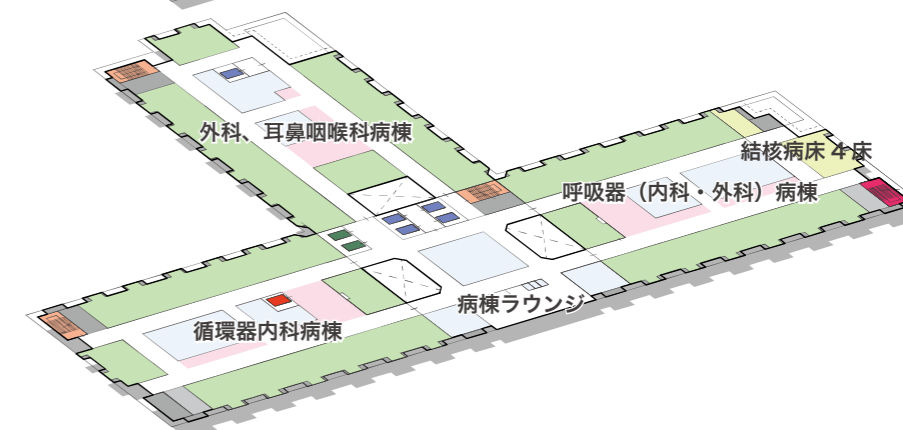 外科、耳鼻咽喉科病棟
結核病床４床
呼吸器（内科・外科）病棟
病棟ラウンジ
循環器内科病棟